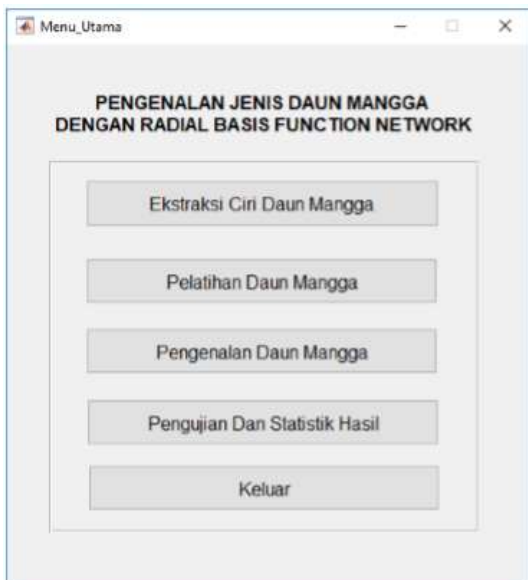 Menu_Utama
PENGENALAN JENIS DAUN MANGGA
DENGAN RADIAL BASIS FUNCTION NETWORK
Ekstraksi Ciri Daun Mangga
Pelatihan Daun Mangga
Pengenalan Daun Mangga
Pengujian Dan Statistik Hasil
Keluar